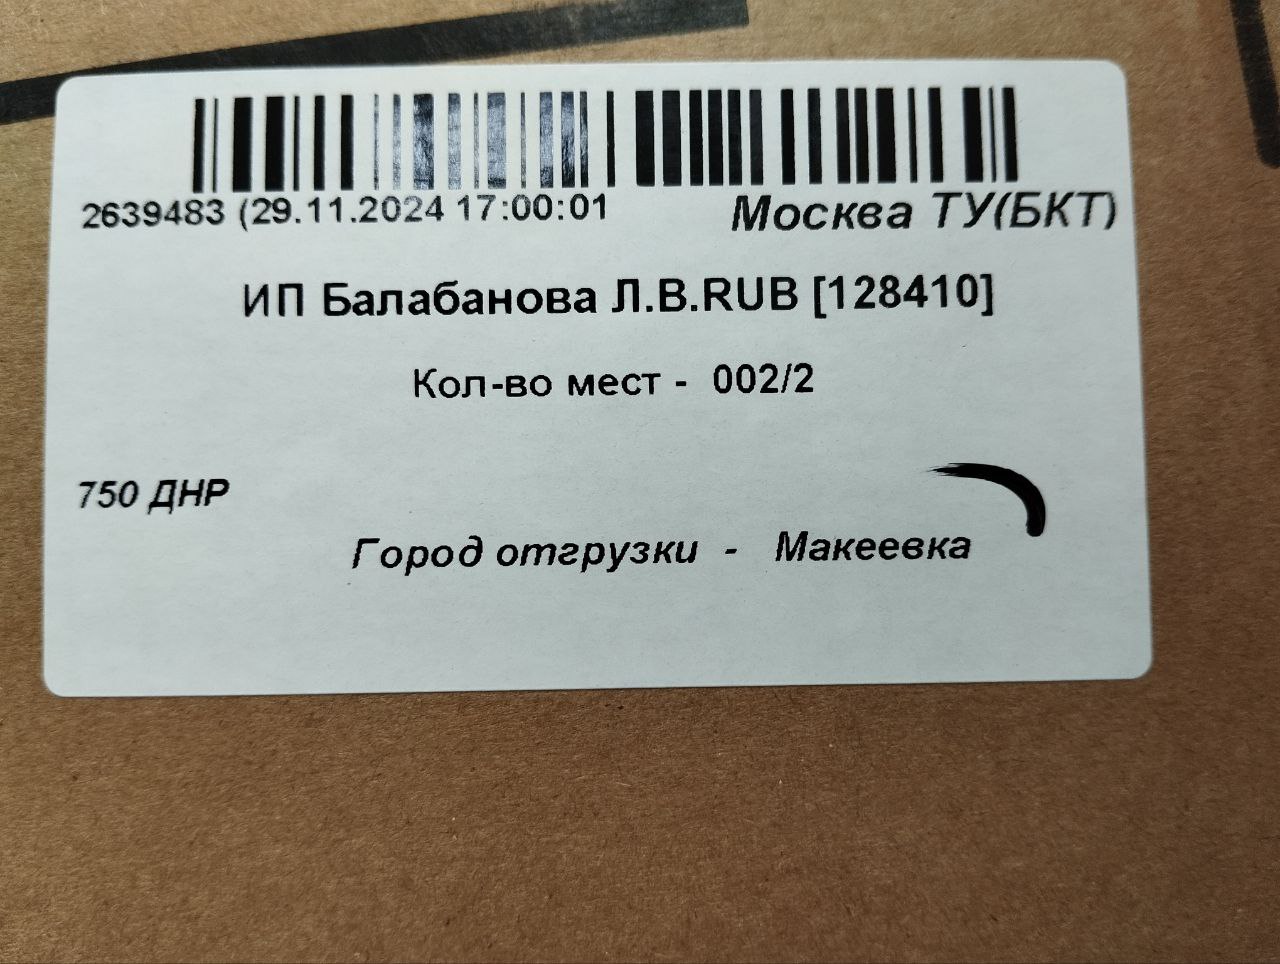 2639483 (29.11.2024 17:00:01 Москва ТУ(БКТ)
ИП Балабанова Л.В.RUB [128410]
Кол-во мест - 002/2
750 ДНР
Город отгрузки - Макеевка